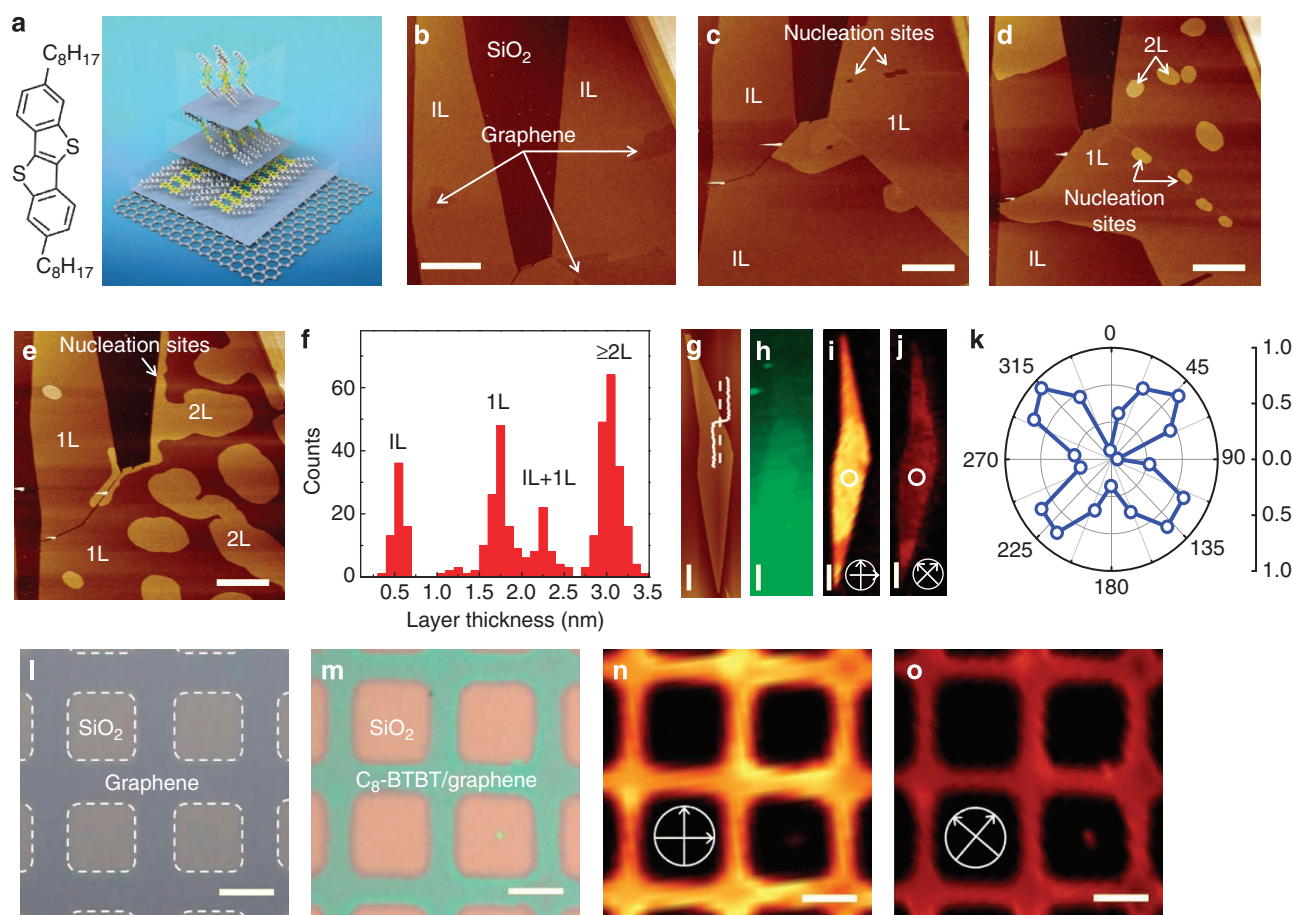 a
C8H17
S
S
C8H17
b
SiO2
IL
IL
Graphene
c
Nucleation sites
IL
1L
IL
d
2L
1L
Nucleation
sites
IL
e
Nucleation sites
1L
2L
1L
2L
f
≥2L
1L
IL
IL+1L
Counts
60
40
20
0
0.5
1.0
1.5
2.0
2.5
3.0
3.5
Layer thickness (nm)
g
h
i
j
k
0
45
90
135
180
225
270
315
1.0
0.5
0.0
0.5
1.0
l
SiO2
Graphene
m
SiO2
C8-BTBT/graphene
n
o